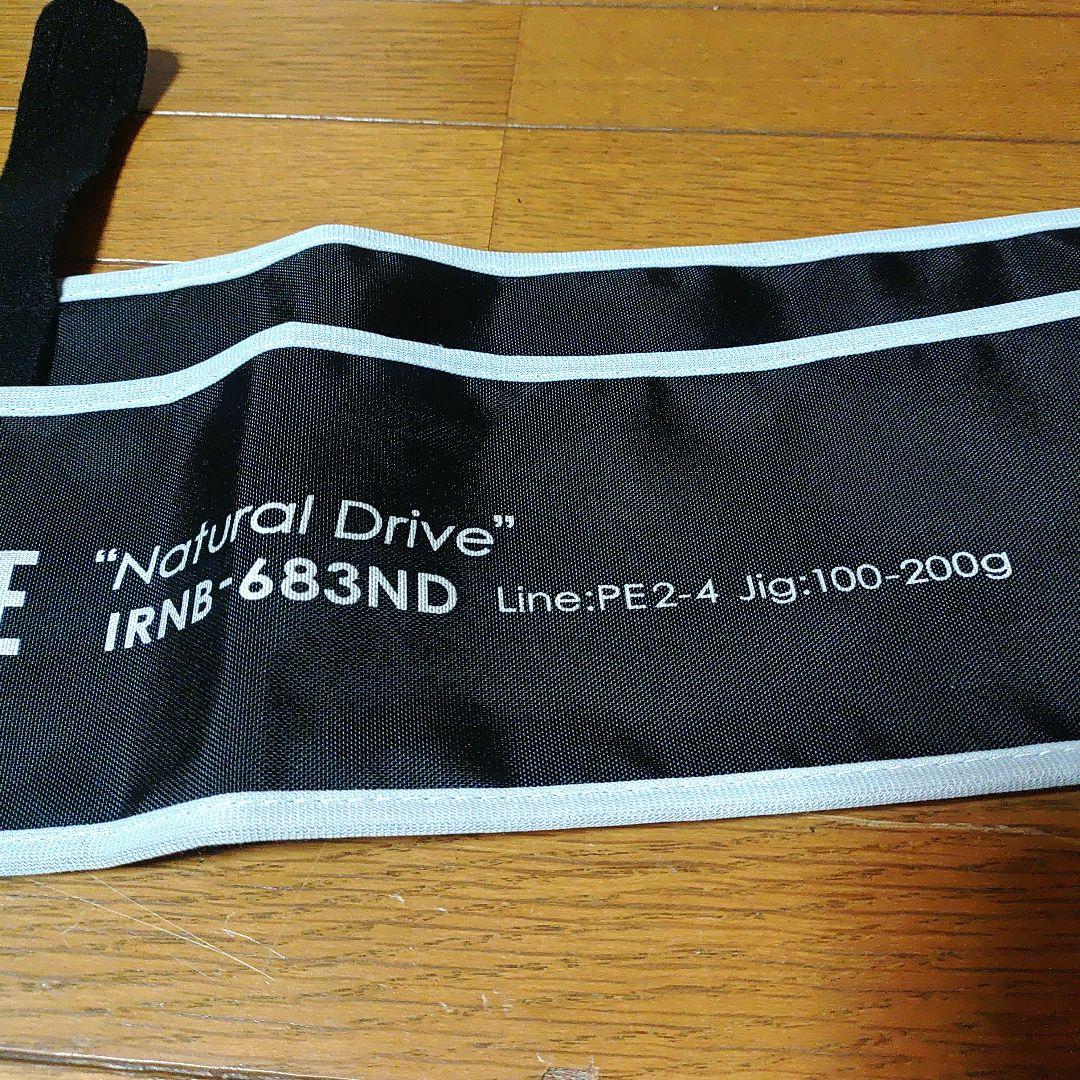 E
“Natural Drive”
IRNB-683ND Line:PE2-4 Jig:100-200g